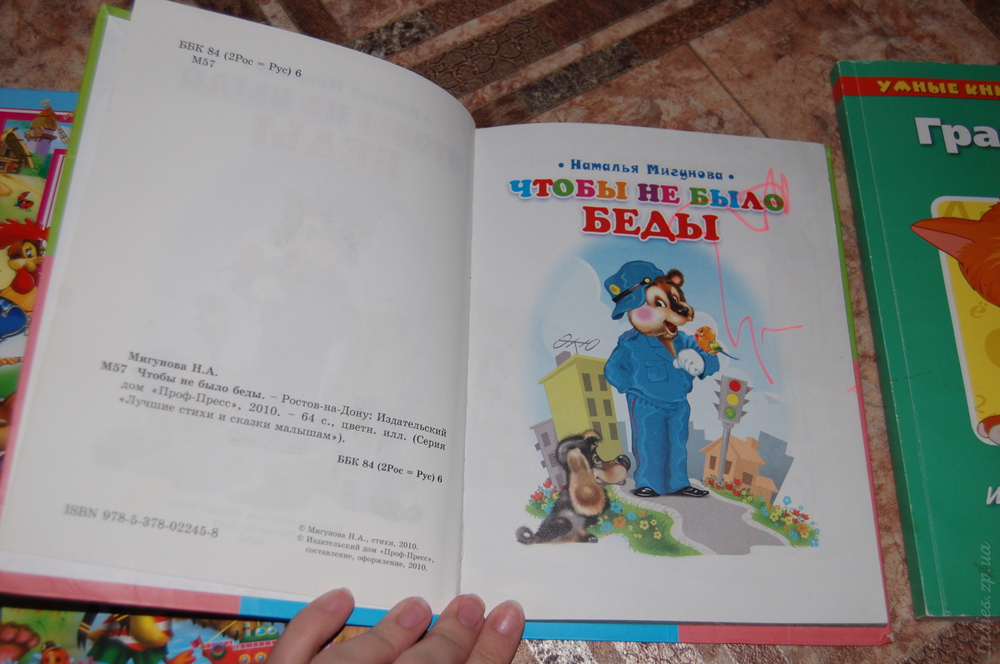 ББК 84 (2Рос = Рус) 6
М57
Мигунова Н.А.
М57 Чтобы не было беды. – Ростов-на-Дону: Издательский
дом «Проф-Пресс», 2010. – 64 с., цветн. илл. (Серия
«Лучшие стихи и сказки малышам»).
ББК 84 (2Рос = Рус) 6
ISBN 978-5-378-02245-8
© Мигунова Н.А., стихи, 2010.
© Издательский дом «Проф-Пресс»,
составление, оформление, 2010.
• Наталья Мигунова •
ЧТОБЫ НЕ БЫЛО
БЕДЫ
УМНЫЕ КНИ
Гра
и